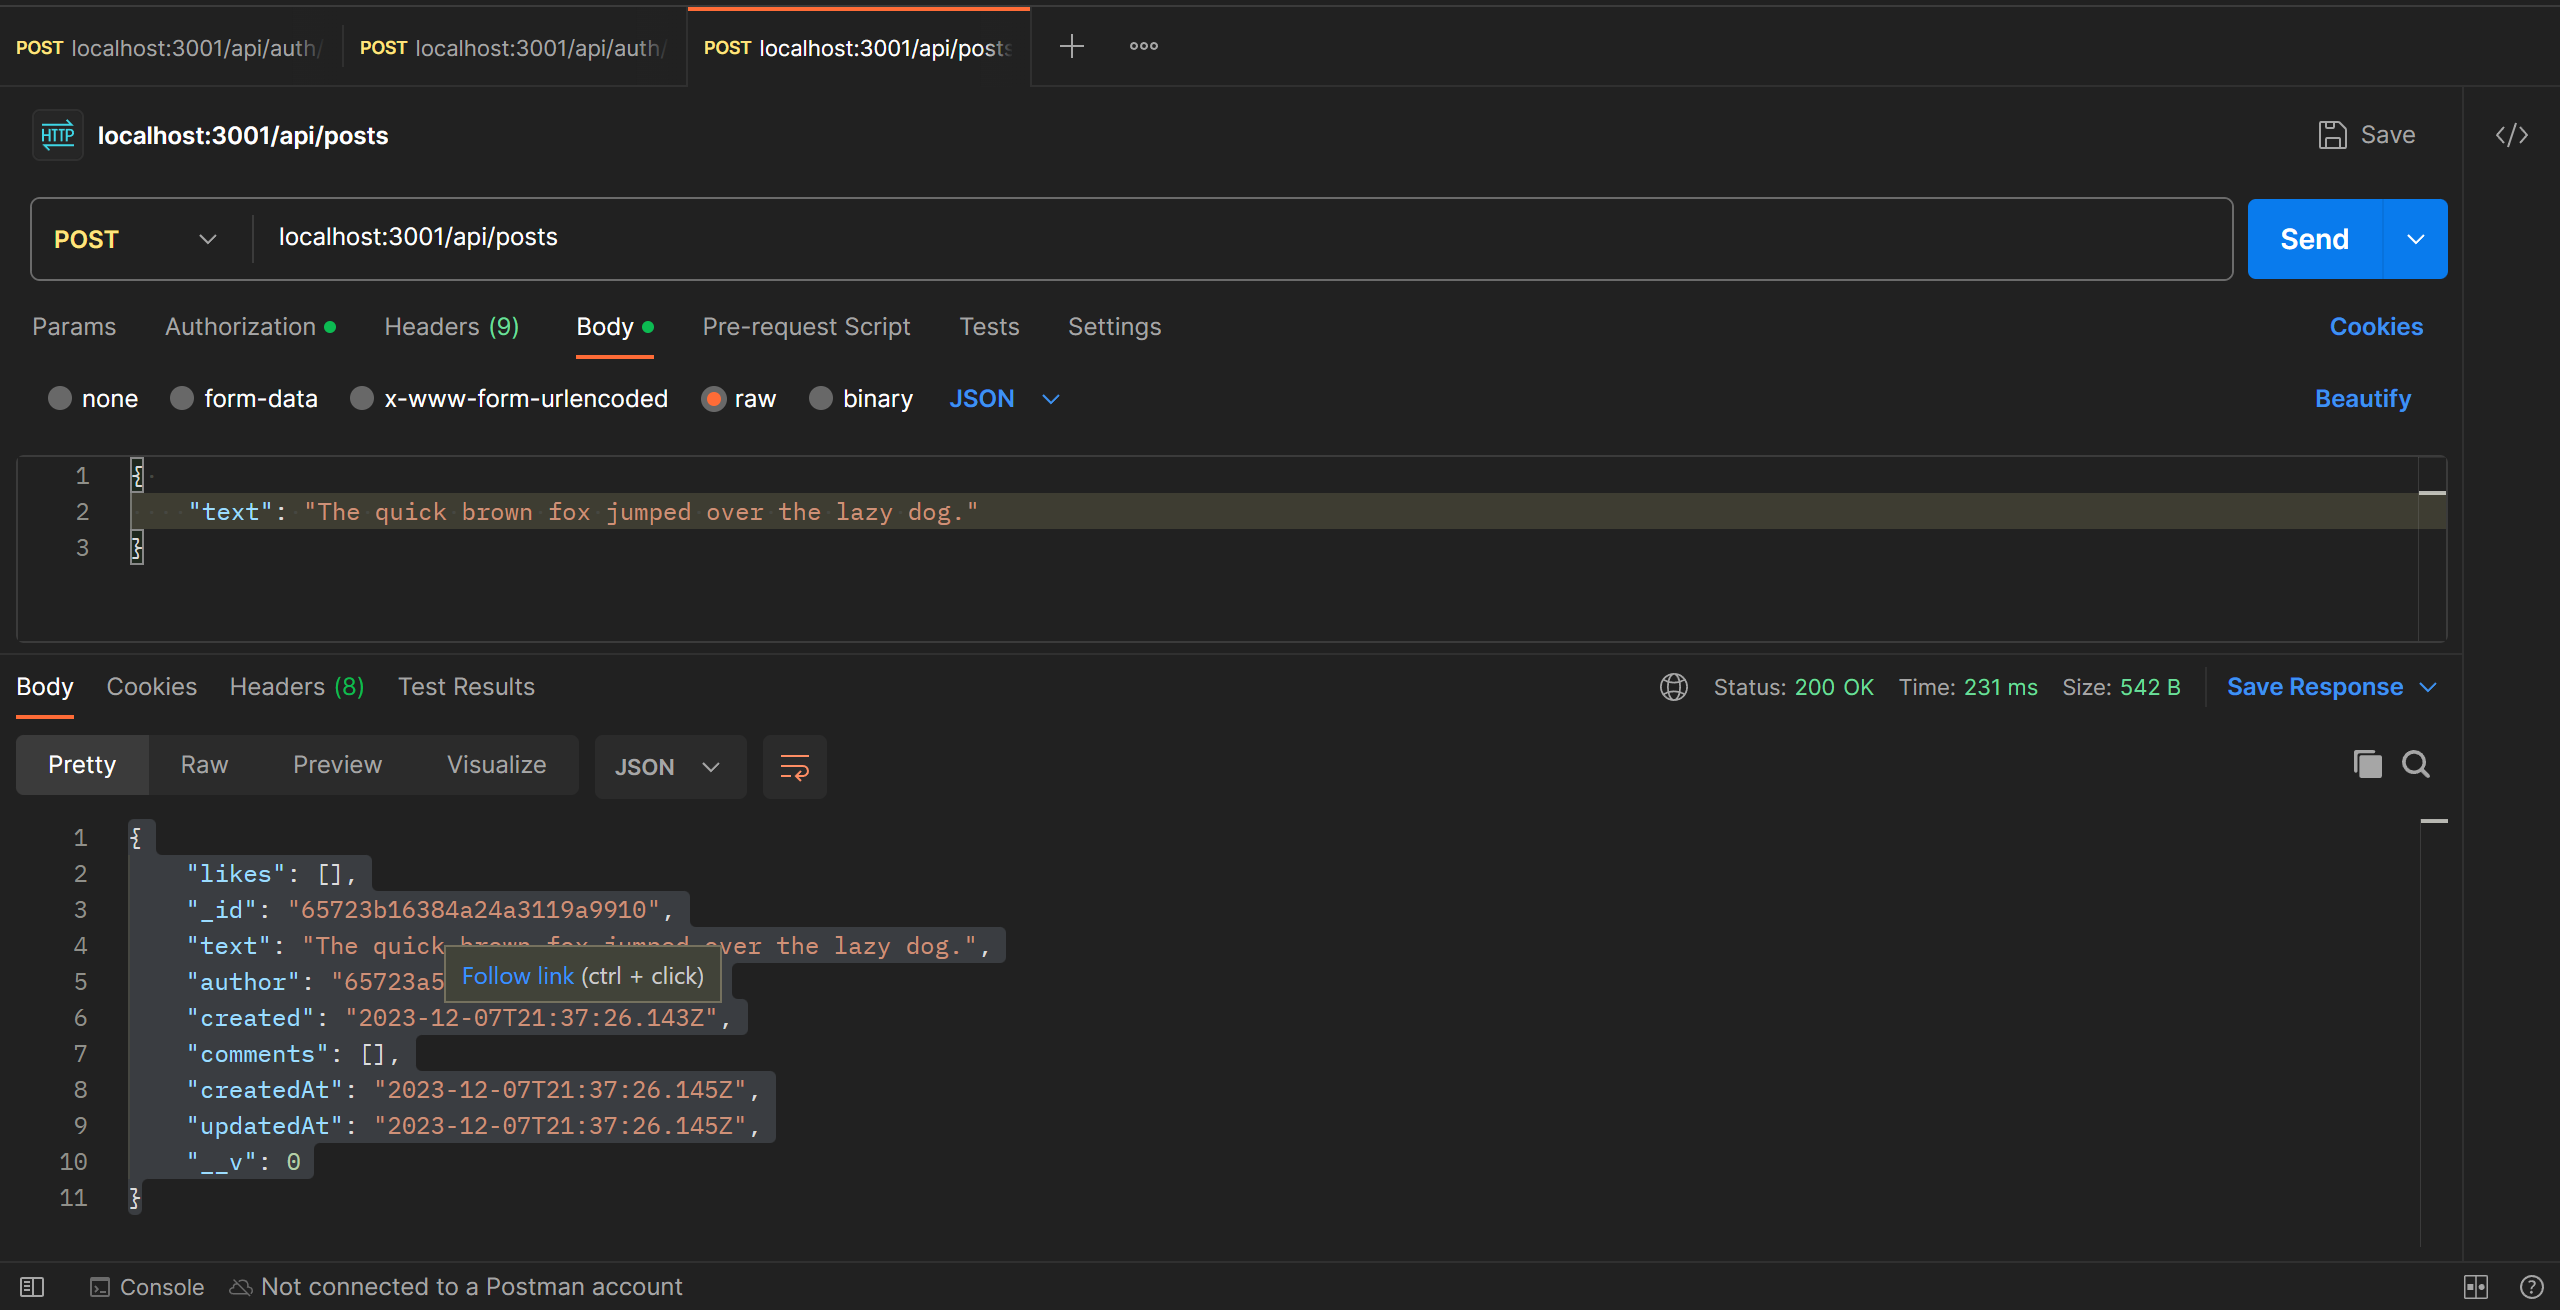 POST localhost:3001/api/auth/ POST localhost:3001/api/auth/ POST localhost:3001/api/posts
HTTP localhost:3001/api/posts Save
POST localhost:3001/api/posts Send
Params Authorization Headers (9) Body Pre-request Script Tests Settings Cookies
none form-data x-www-form-urlencoded raw binary JSON Beautify
1 {
2 "text": "The quick brown fox jumped over the lazy dog."
3 }
Body Cookies Headers (8) Test Results Status: 200 OK Time: 231 ms Size: 542 B Save Response
Pretty Raw Preview Visualize JSON
1 {
2 "likes": [],
3 "_id": "65723b16384a24a3119a9910",
4 "text": "The quick brown fox jumped over the lazy dog.",
5 "author": "65723a5
Follow link (ctrl + click)
6 "created": "2023-12-07T21:37:26.143Z",
7 "comments": [],
8 "createdAt": "2023-12-07T21:37:26.145Z",
9 "updatedAt": "2023-12-07T21:37:26.145Z",
10 "__v": 0
11 }
Console Not connected to a Postman account